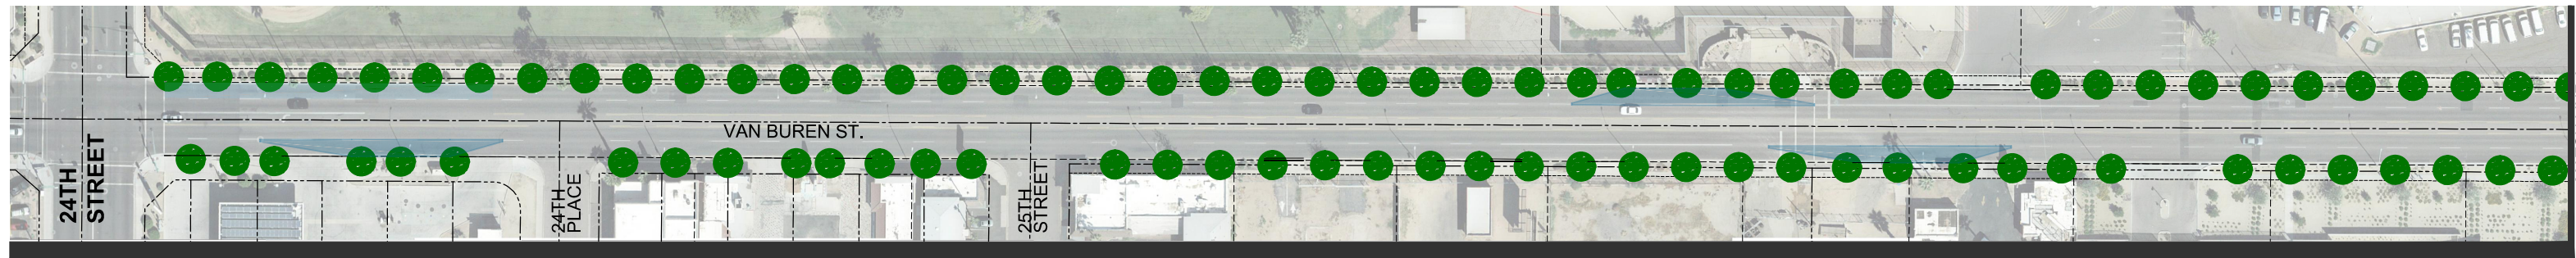 24TH
STREET
24TH
PLACE
VAN BUREN ST.
25TH
STREET